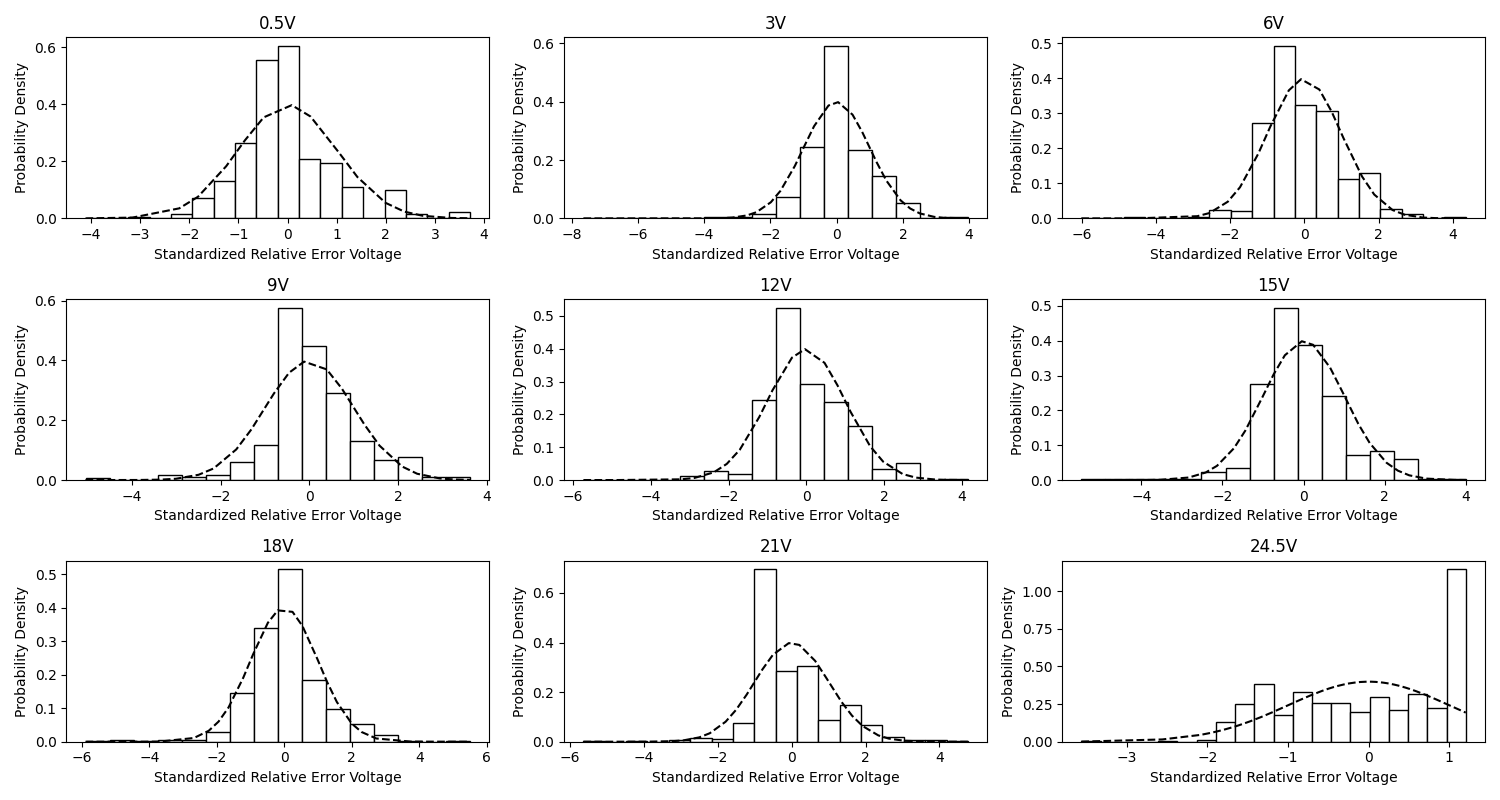 0.5V
3V
6V
0.6
0.4
0.2
0.0
Probability Density
−4 −3 −2 −1 0 1 2 3 4
Standardized Relative Error Voltage
0.6
0.4
0.2
0.0
Probability Density
−8 −6 −4 −2 0 2 4
Standardized Relative Error Voltage
0.5
0.4
0.3
0.2
0.1
0.0
Probability Density
−6 −4 −2 0 2 4
Standardized Relative Error Voltage
9V
12V
15V
0.6
0.4
0.2
0.0
Probability Density
−4 −2 0 2 4
Standardized Relative Error Voltage
0.5
0.4
0.3
0.2
0.1
0.0
Probability Density
−6 −4 −2 0 2 4
Standardized Relative Error Voltage
0.5
0.4
0.3
0.2
0.1
0.0
Probability Density
−4 −2 0 2 4
Standardized Relative Error Voltage
18V
21V
24.5V
0.5
0.4
0.3
0.2
0.1
0.0
Probability Density
−6 −4 −2 0 2 4 6
Standardized Relative Error Voltage
0.6
0.4
0.2
0.0
Probability Density
−6 −4 −2 0 2 4
Standardized Relative Error Voltage
1.00
0.75
0.50
0.25
0.00
Probability Density
−3 −2 −1 0 1
Standardized Relative Error Voltage